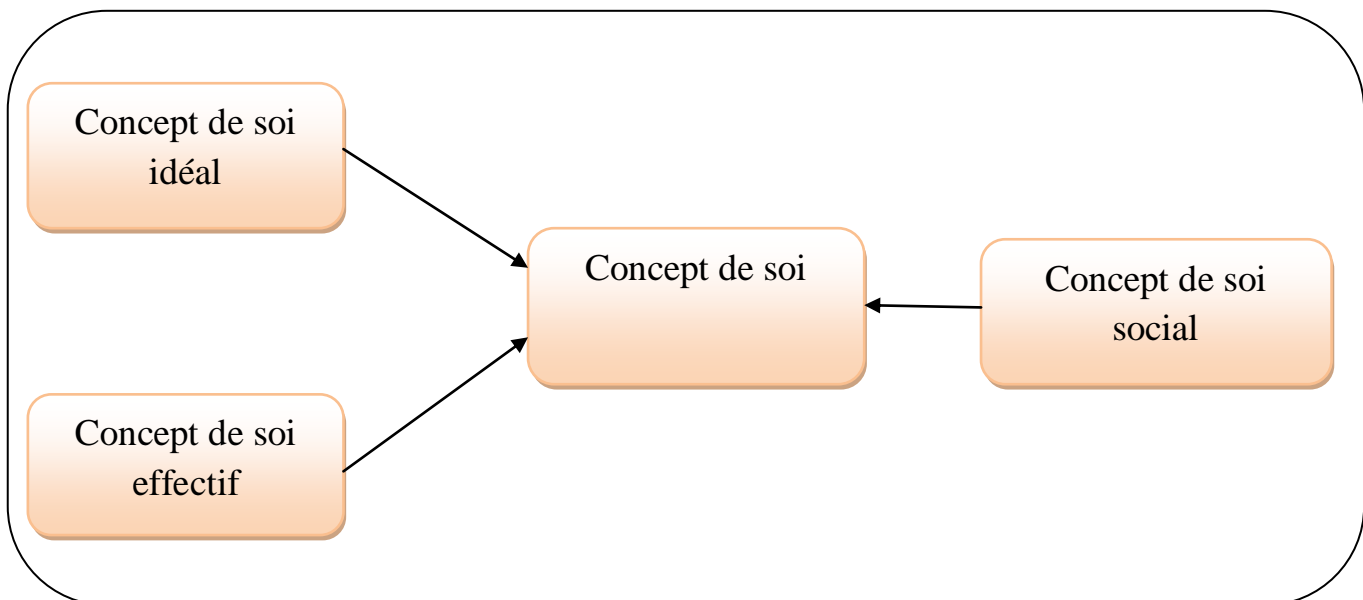 Concept de soi
idéal
Concept de soi
Concept de soi
social
Concept de soi
effectif